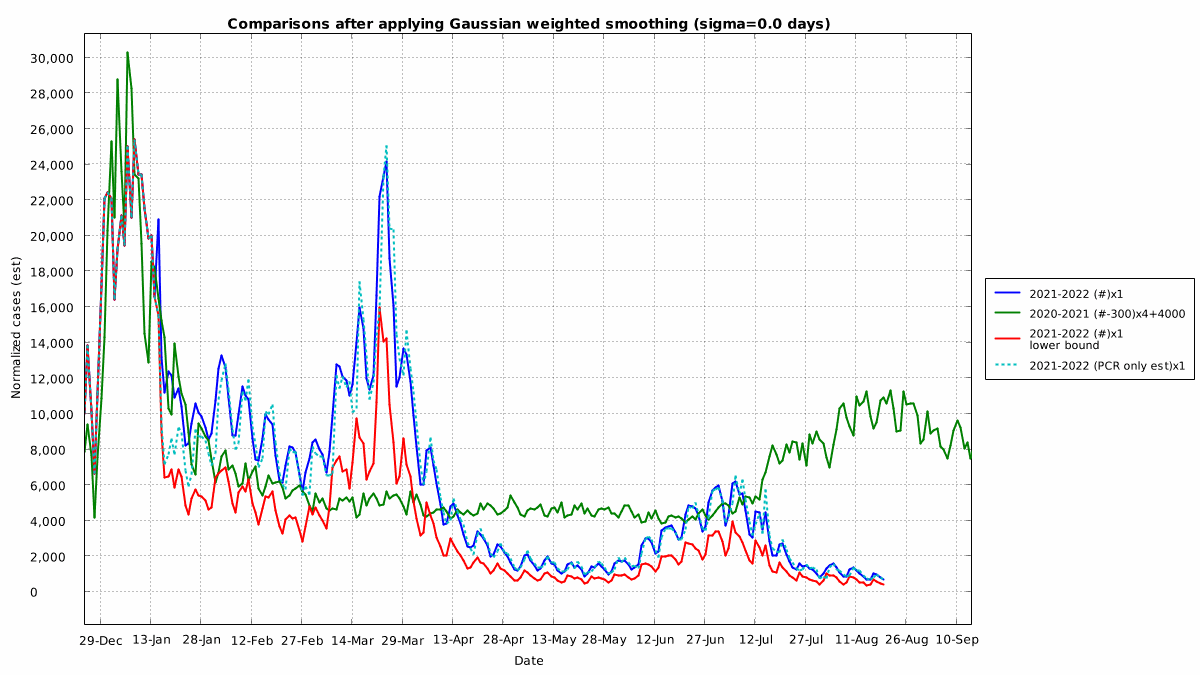 Comparisons after applying Gaussian weighted smoothing (sigma=0.0 days)
30,000
28,000
26,000
24,000
22,000
20,000
18,000
16,000
14,000
12,000
10,000
8,000
6,000
4,000
2,000
0
Normalized cases (est)
29-Dec 13-Jan 28-Jan 12-Feb 27-Feb 14-Mar 29-Mar 13-Apr 28-Apr 13-May 28-May 12-Jun 27-Jun 12-Jul 27-Jul 11-Aug 26-Aug 10-Sep
Date
2021-2022 (#)x1
2020-2021 (#-300)x4+4000
2021-2022 (#)x1
lower bound
2021-2022 (PCR only est)x1